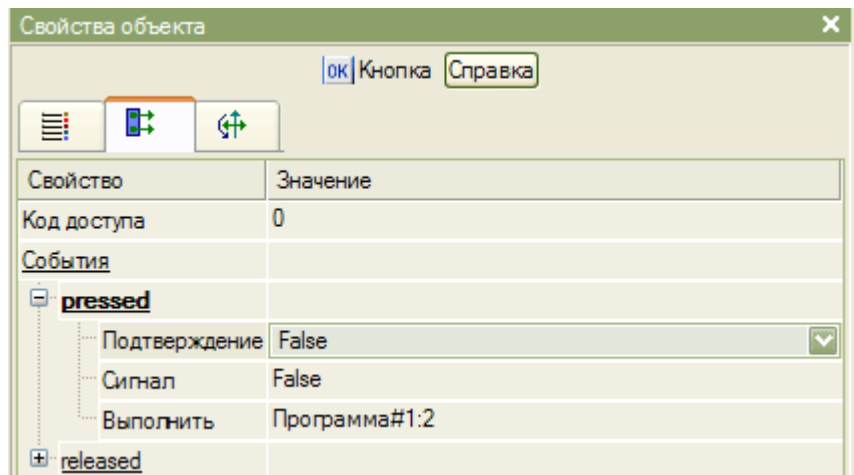 Свойства объекта
ок Кнопка Справка
Свойство Значение
Код доступа 0
События
pressed
Подтверждение False
Сигнал False
Выполнить Программа#1:2
released